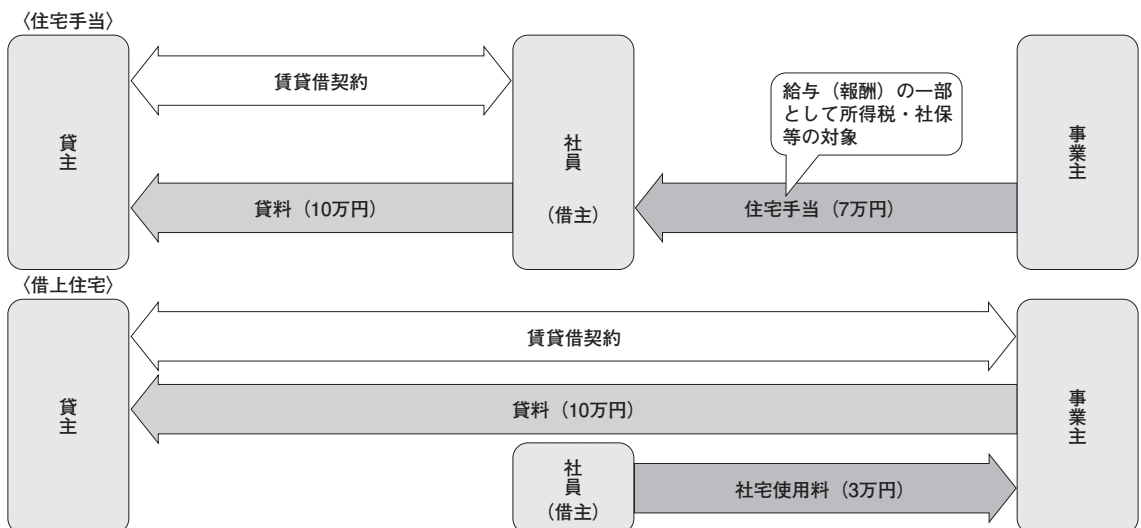 〈住宅手当〉
貸主
賃貸借契約
貸料（10万円）
社員
（借主）
給与（報酬）の一部
として所得税・社保
等の対象
住宅手当（7万円）
事業主
〈借上住宅〉
貸主
賃貸借契約
貸料（10万円）
社員
（借主）
社宅使用料（3万円）
事業主